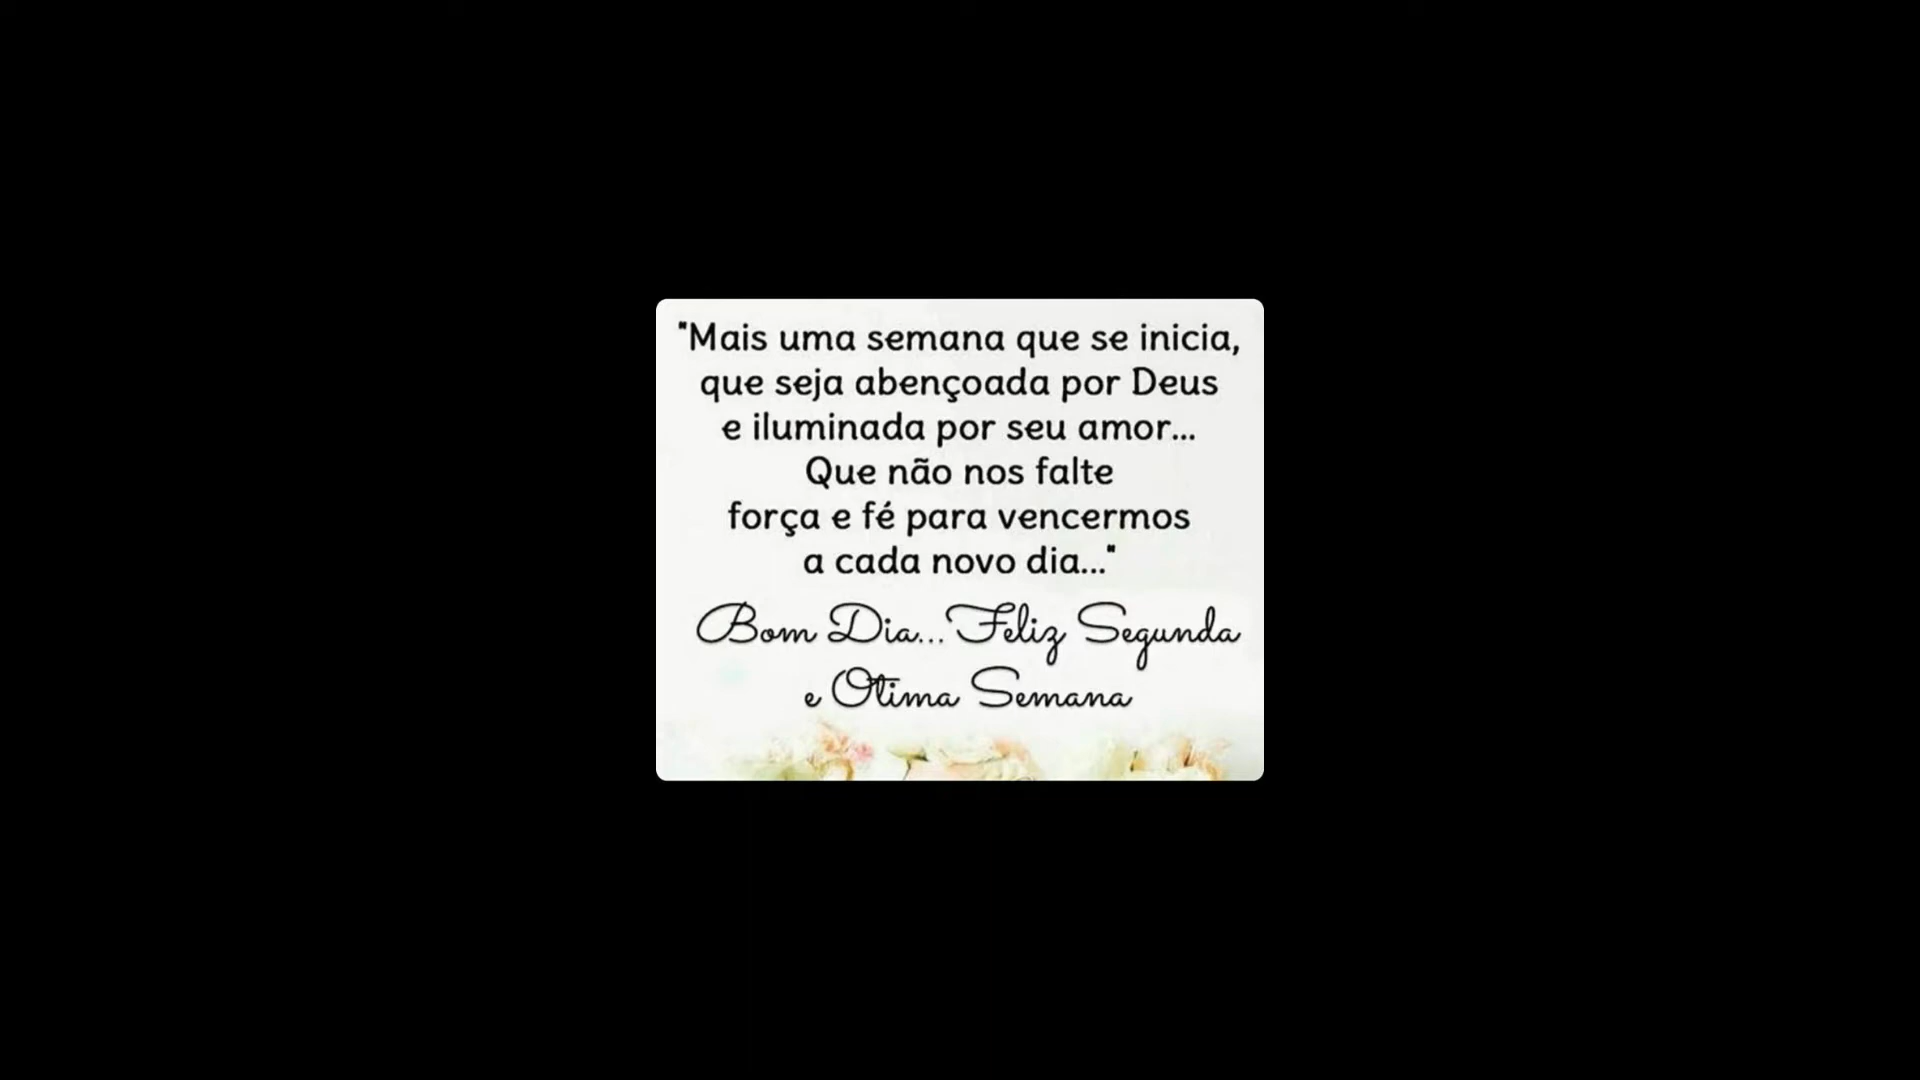 "Mais uma semana que se inicia,
que seja abençoada por Deus
e iluminada por seu amor...
Que não nos falte
força e fé para vencermos
a cada novo dia..."
Bom Dia...Feliz Segunda
e Otima Semana